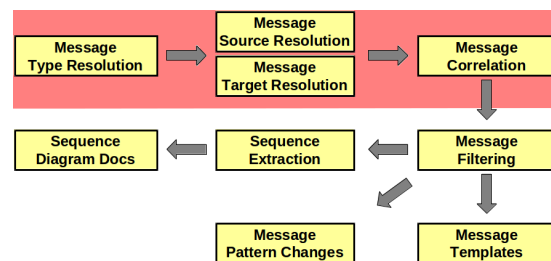 Message
Type Resolution
Message
Source Resolution
Message
Target Resolution
Message
Correlation
Sequence
Diagram Docs
Sequence
Extraction
Message
Filtering
Message
Pattern Changes
Message
Templates